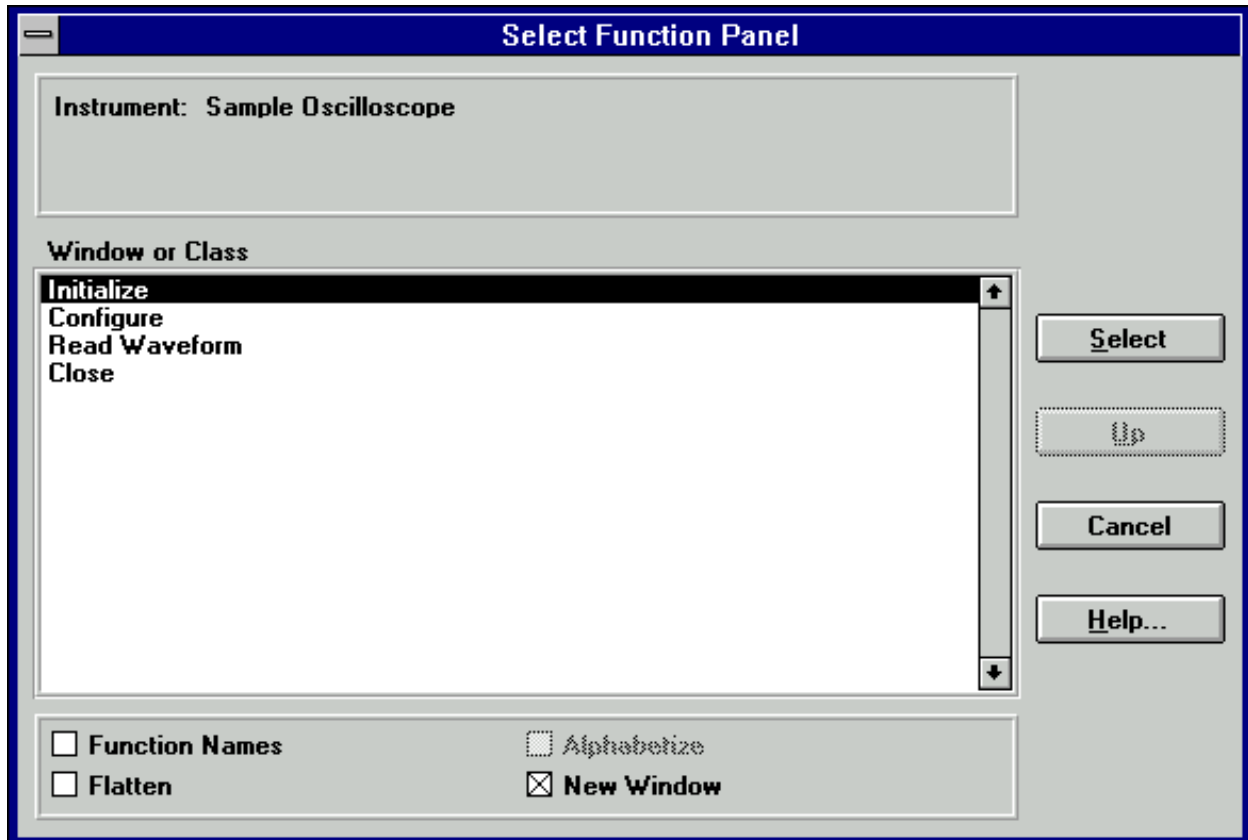 Select Function Panel
Instrument: Sample Oscilloscope
Window or Class
Initialize
Configure
Read Waveform
Close
Select
Up
Cancel
Help...
Function Names
Alphabetize
Flatten
New Window